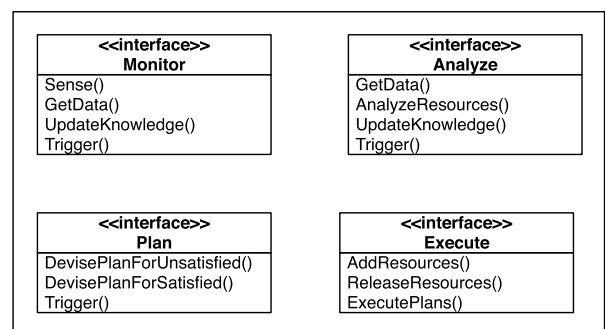 <<interface>>
Monitor
Sense()
GetData()
UpdateKnowledge()
Trigger()
<<interface>>
Analyze
GetData()
AnalyzeResources()
UpdateKnowledge()
Trigger()
<<interface>>
Plan
DevisePlanForUnsatisfied()
DevisePlanForSatisfied()
Trigger()
<<interface>>
Execute
AddResources()
ReleaseResources()
ExecutePlans()